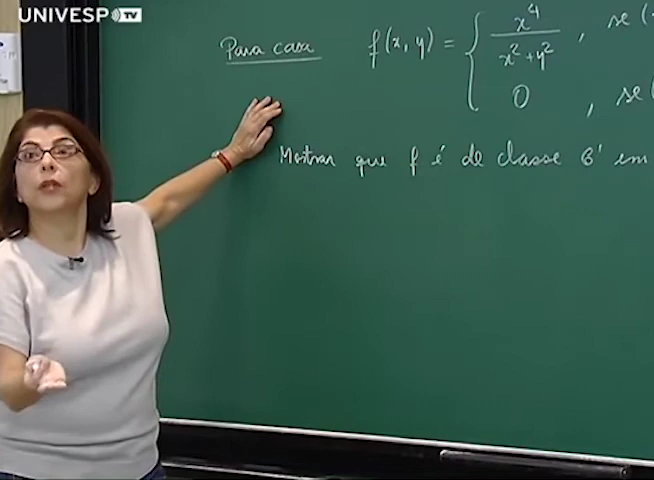 UNIVESP TV
Para casa f(x, y) = { x⁴ / x² + y² , se (
0 , se (
Mostrar que f é de classe C¹ em